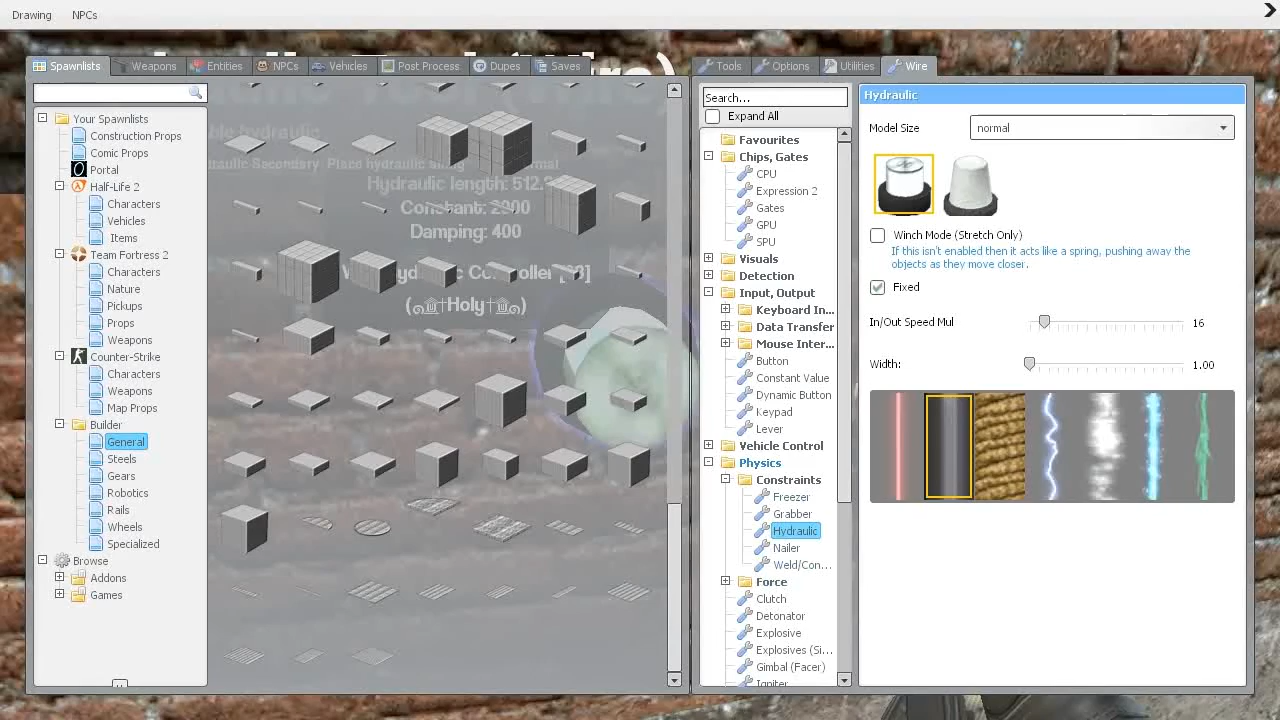 Drawing NPCs
Spawnlists Weapons Entities NPCs Vehicles Post Process Dupes Saves
Tools Options Utilities Wire
Your Spawnlists
Construction Props
Comic Props
Portal
Half-Life 2
Characters
Vehicles
Items
Team Fortress 2
Characters
Nature
Pickups
Props
Weapons
Counter-Strike
Characters
Weapons
Map Props
Builder
General
Steels
Gears
Robotics
Rails
Wheels
Specialized
Browse
Addons
Games
hydraulic
Secondary Place hydraulic
Hydraulic length: 512.
Constant: 2900
Damping: 400
Holy
Search...
Expand All
Favourites
Chips, Gates
CPU
Expression 2
Gates
GPU
SPU
Visuals
Detection
Input, Output
Keyboard In...
Data Transfer
Mouse Inter...
Button
Constant Value
Dynamic Button
Keypad
Lever
Vehicle Control
Physics
Constraints
Freezer
Grabber
Hydraulic
Nailer
Weld/Con...
Force
Clutch
Detonator
Explosive
Explosives (Si...
Gimbal (Facer)
Igniter
Hydraulic
Model Size normal
Winch Mode (Stretch Only)
If this isn't enabled then it acts like a spring, pushing away the
objects as they move closer.
Fixed
In/Out Speed Mul 16
Width: 1.00